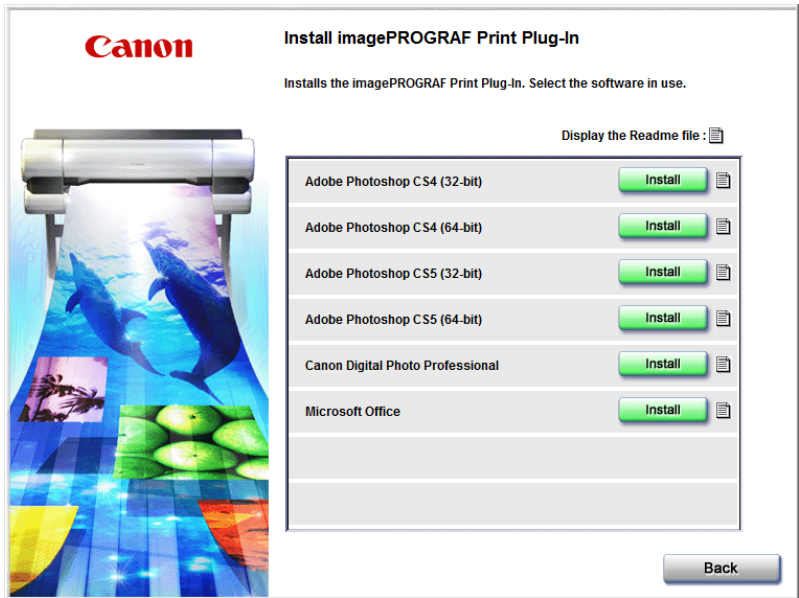 Canon
Install imagePROGRAF Print Plug-In
Installs the imagePROGRAF Print Plug-In. Select the software in use.
Display the Readme file :
Adobe Photoshop CS4 (32-bit) Install
Adobe Photoshop CS4 (64-bit) Install
Adobe Photoshop CS5 (32-bit) Install
Adobe Photoshop CS5 (64-bit) Install
Canon Digital Photo Professional Install
Microsoft Office Install
Back